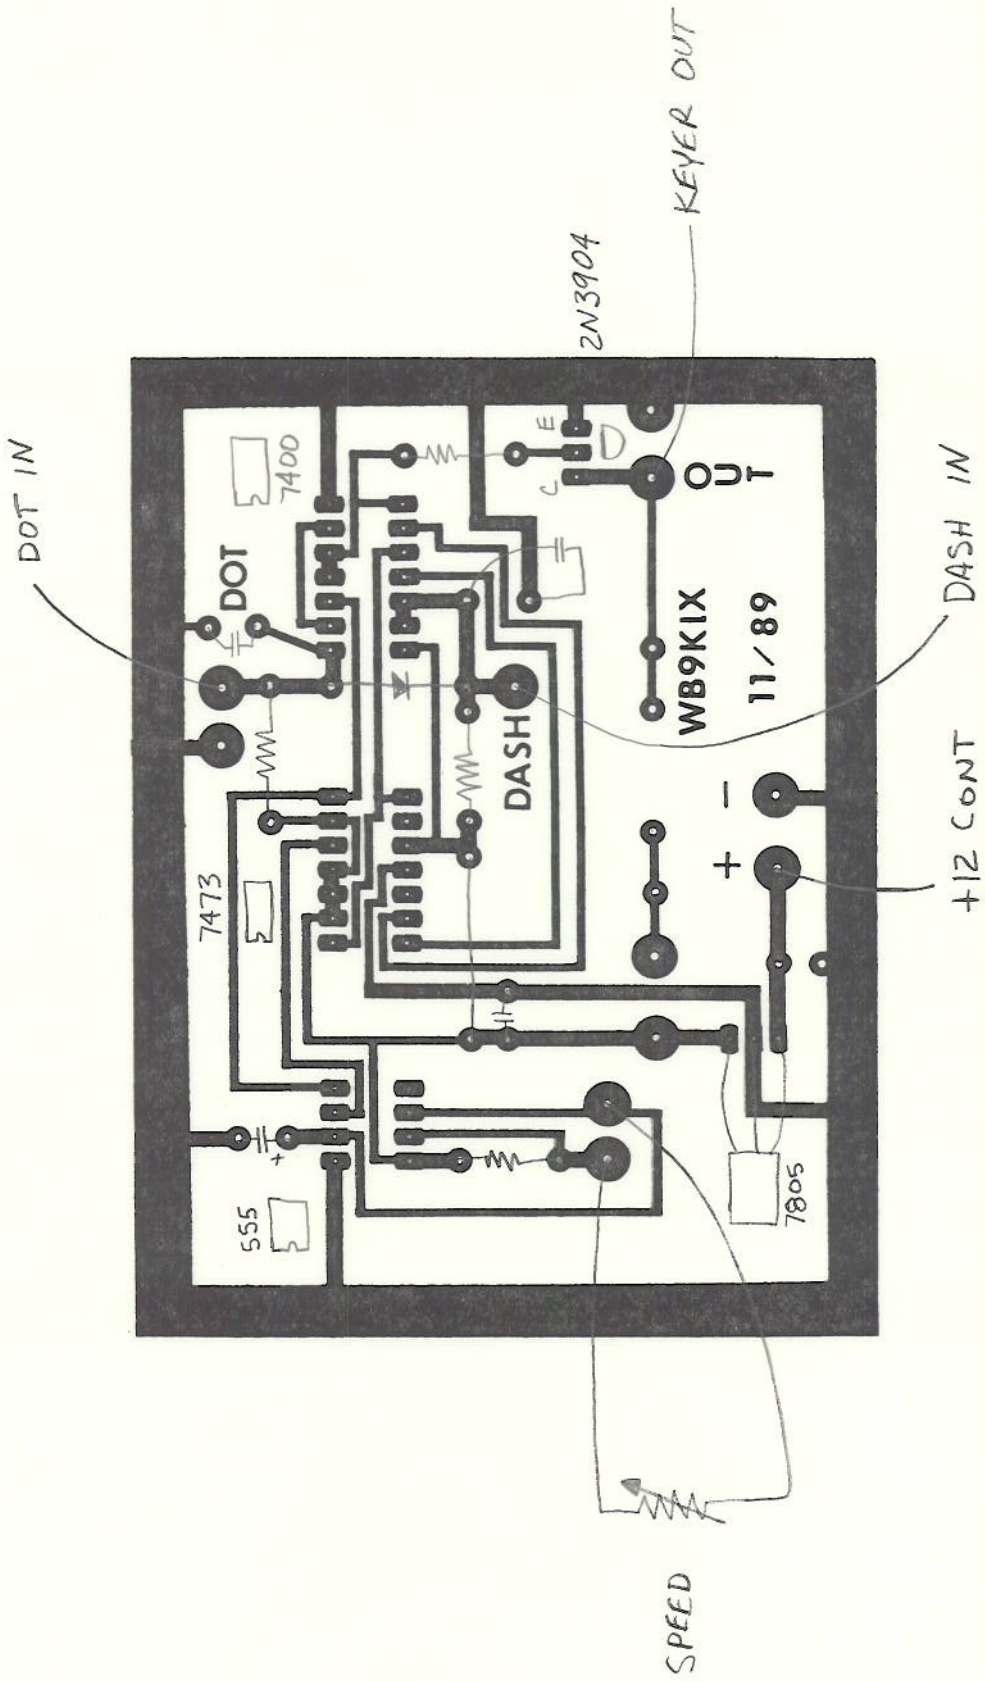 DOT IN
KEYER OUT
2N3904
7400
DOT
E
C
OUT
WB9KIX
11/89
DASH IN
DASH
7473
-
+
+12 CONT
555
+
7805
SPEED